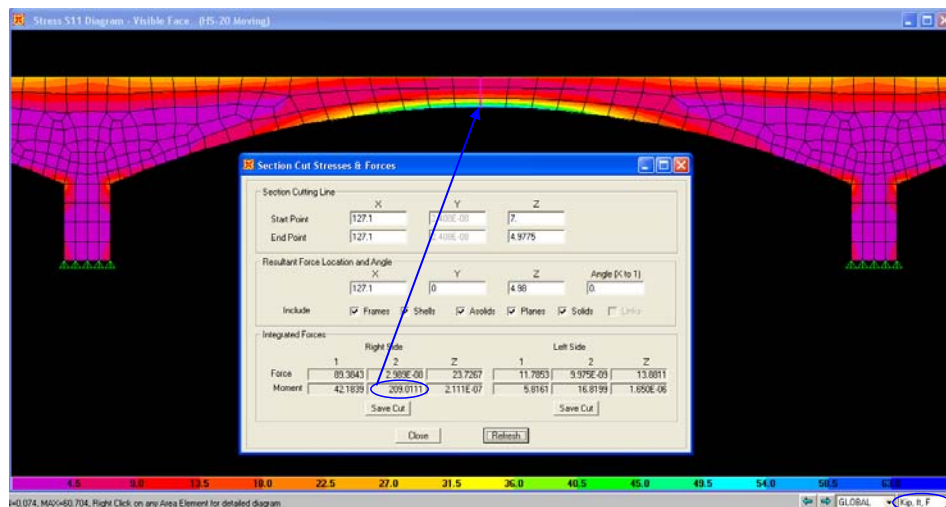 Stress S11 Diagram - Visible Face (HS-20 Moving)
Section Cut Stresses & Forces
Section Cutting Line
X Y Z
Start Point 127.1 2.408E-08 7.
End Point 127.1 2.408E-08 4.9775
Resultant Force Location and Angle
X Y Z Angle (X to 1)
127.1 0 4.98 0.
Include Frames Shells Asolids Planes Solids Links
Integrated Forces
Right Side Left Side
1 2 Z 1 2 Z
Force 89.3843 2.989E-08 23.7267 11.7853 9.975E-09 13.8811
Moment 42.1839 209.0111 2.111E-07 5.8161 16.8199 1.650E-06
Save Cut Save Cut
Close Refresh
4.5 9.0 13.5 18.0 22.5 27.0 31.5 36.0 40.5 45.0 49.5 54.0 58.5
MAX=60.704, Right Click on any Area Element for detailed diagram GLOBAL Kip, ft, F